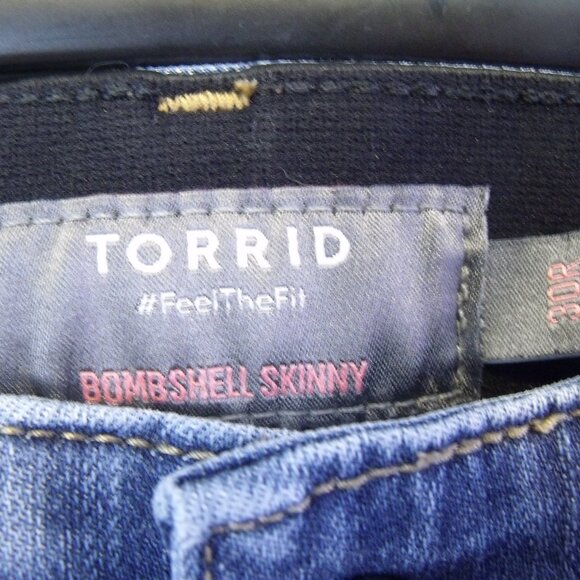 TORRID
#FeelTheFit
BOMBSHELL SKINNY
30R